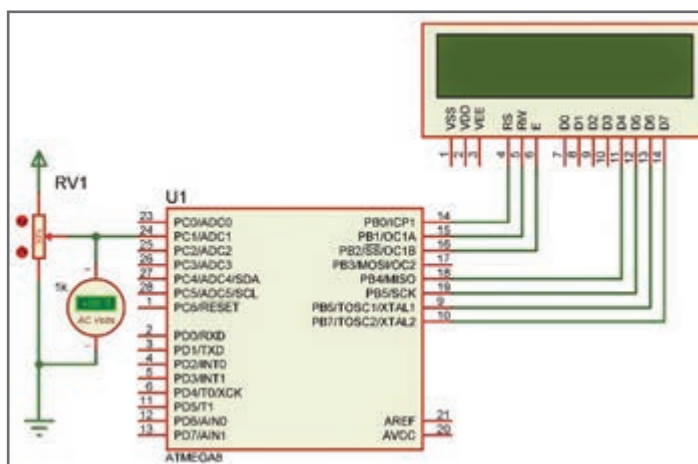 VSS VDD VEE RS RW E D0 D1 D2 D3 D4 D5 D6 D7
1 2 3 4 5 6 7 8 9 10 11 12 13 14
RV1
1k
AC Volts
U1
23 PC0/ADC0 PB0/ICP1 14
24 PC1/ADC1 PB1/OC1A 15
25 PC2/ADC2 PB2/SS/OC1B 16
26 PC3/ADC3 PB3/MOSI/OC2 17
27 PC4/ADC4/SDA PB4/MISO 18
28 PC5/ADC5/SCL PB5/SCK 19
1 PC6/RESET PB6/TOSC1/XTAL1 9
PB7/TOSC2/XTAL2 10
2 PD0/RXD
3 PD1/TXD
4 PD2/INT0
5 PD3/INT1
6 PD4/T0/XCK
11 PD5/T1
12 PD6/AIN0 AREF 21
13 PD7/AIN1 AVCC 20
ATMEGA8